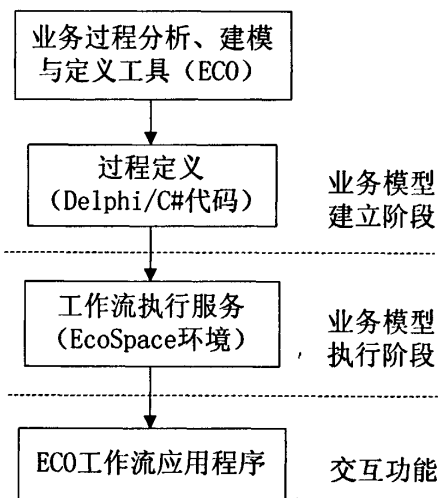 业务过程分析、建模
与定义工具（ECO）
过程定义
（Delphi/C#代码）
业务模型
建立阶段
工作流执行服务
（EcoSpace环境）
业务模型
执行阶段
ECO工作流应用程序
交互功能